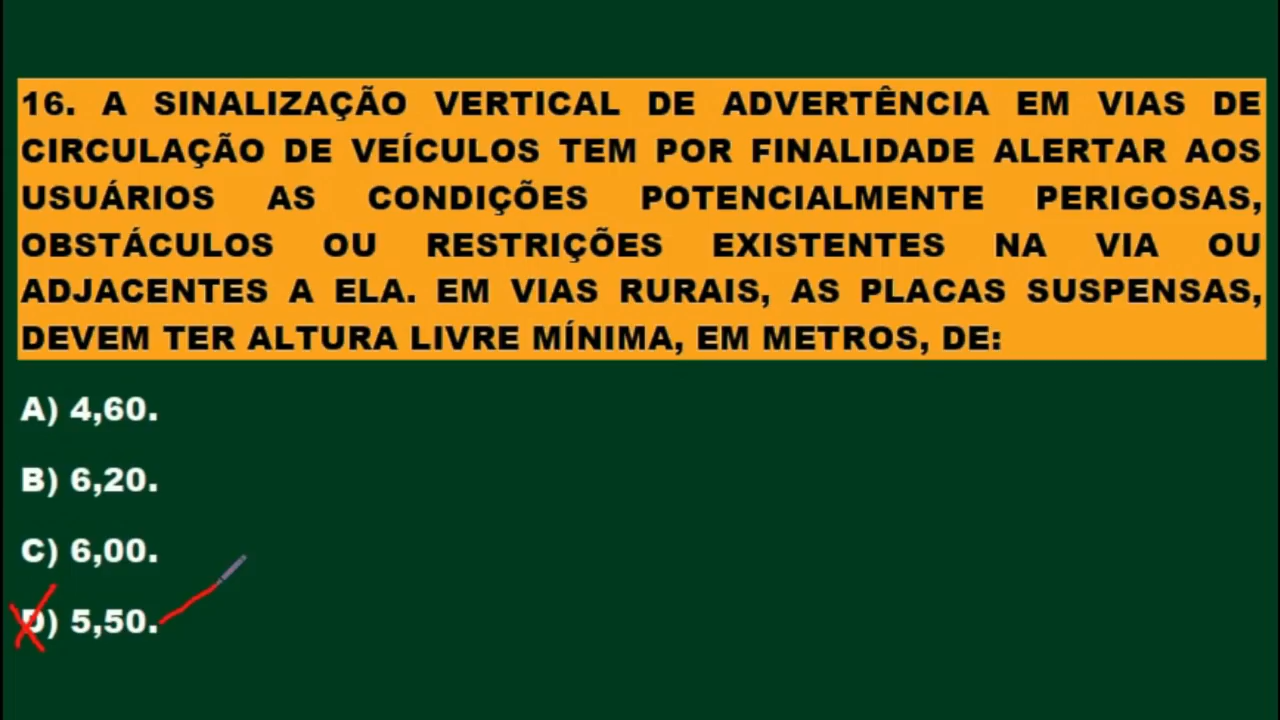 16. A SINALIZAÇÃO VERTICAL DE ADVERTÊNCIA EM VIAS DE
CIRCULAÇÃO DE VEÍCULOS TEM POR FINALIDADE ALERTAR AOS
USUÁRIOS AS CONDIÇÕES POTENCIALMENTE PERIGOSAS,
OBSTÁCULOS OU RESTRIÇÕES EXISTENTES NA VIA OU
ADJACENTES A ELA. EM VIAS RURAIS, AS PLACAS SUSPENSAS,
DEVEM TER ALTURA LIVRE MÍNIMA, EM METROS, DE:
A) 4,60.
B) 6,20.
C) 6,00.
D) 5,50.